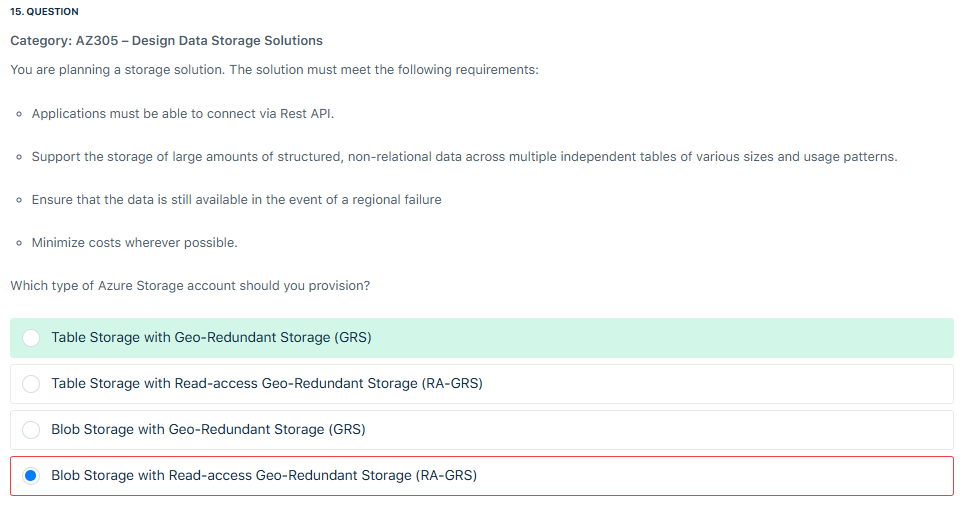 15. QUESTION
Category: AZ305 – Design Data Storage Solutions
You are planning a storage solution. The solution must meet the following requirements:
Applications must be able to connect via Rest API.
Support the storage of large amounts of structured, non-relational data across multiple independent tables of various sizes and usage patterns.
Ensure that the data is still available in the event of a regional failure
Minimize costs wherever possible.
Which type of Azure Storage account should you provision?
Table Storage with Geo-Redundant Storage (GRS)
Table Storage with Read-access Geo-Redundant Storage (RA-GRS)
Blob Storage with Geo-Redundant Storage (GRS)
Blob Storage with Read-access Geo-Redundant Storage (RA-GRS)